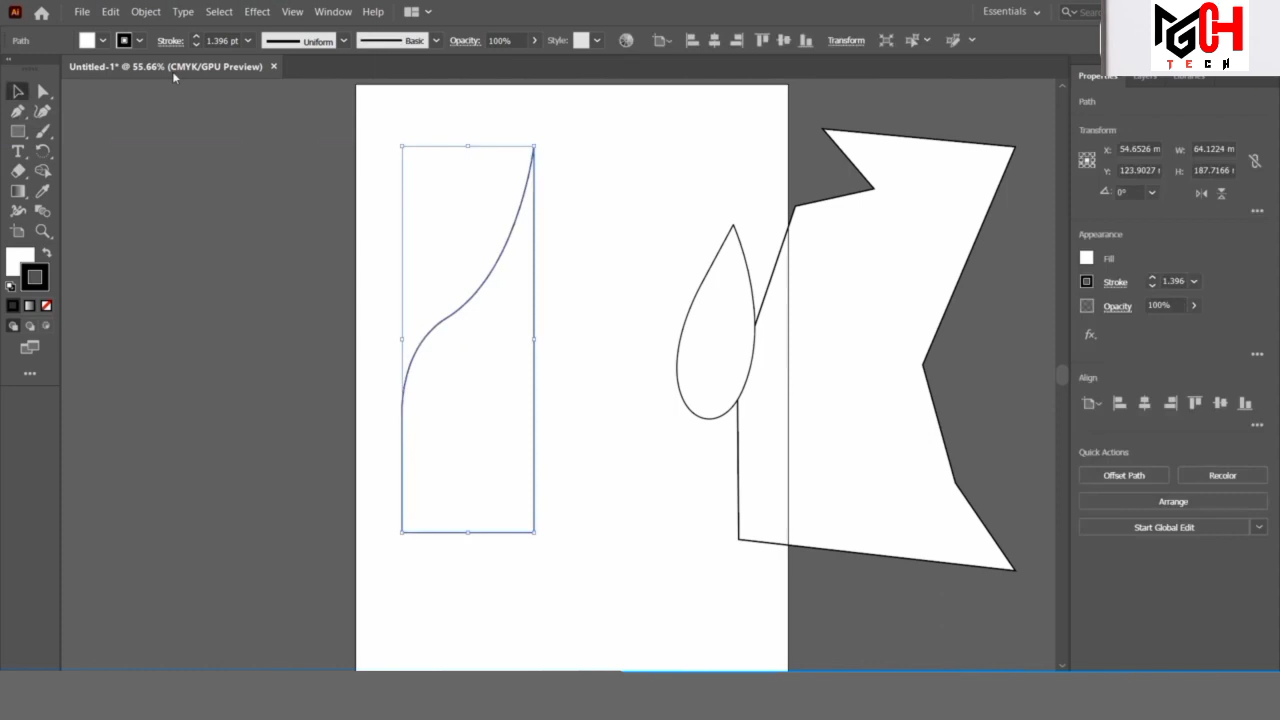 Ai File Edit Object Type Select Effect View Window Help Essentials
MGCH
TECH
Path Stroke: 1.396 pt Uniform Basic Opacity: 100% Style: Transform
Untitled-1* @ 55.66% (CMYK/GPU Preview) ×
Path
Transform
X: 54.6526 m W: 64.1224 m
Y: 123.9027 H: 187.7166
0°
Appearance
Fill
Stroke 1.396
Opacity 100%
fx
Align
Quick Actions
Offset Path Recolor
Arrange
Start Global Edit